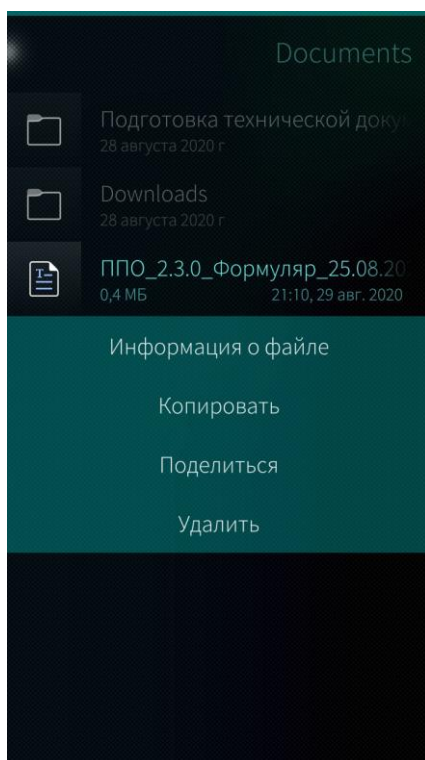 Documents
Подготовка технической доку
28 августа 2020 г
Downloads
28 августа 2020 г
ППО_2.3.0_Формуляр_25.08.20
0,4 МБ 21:10, 29 авг. 2020
Информация о файле
Копировать
Поделиться
Удалить